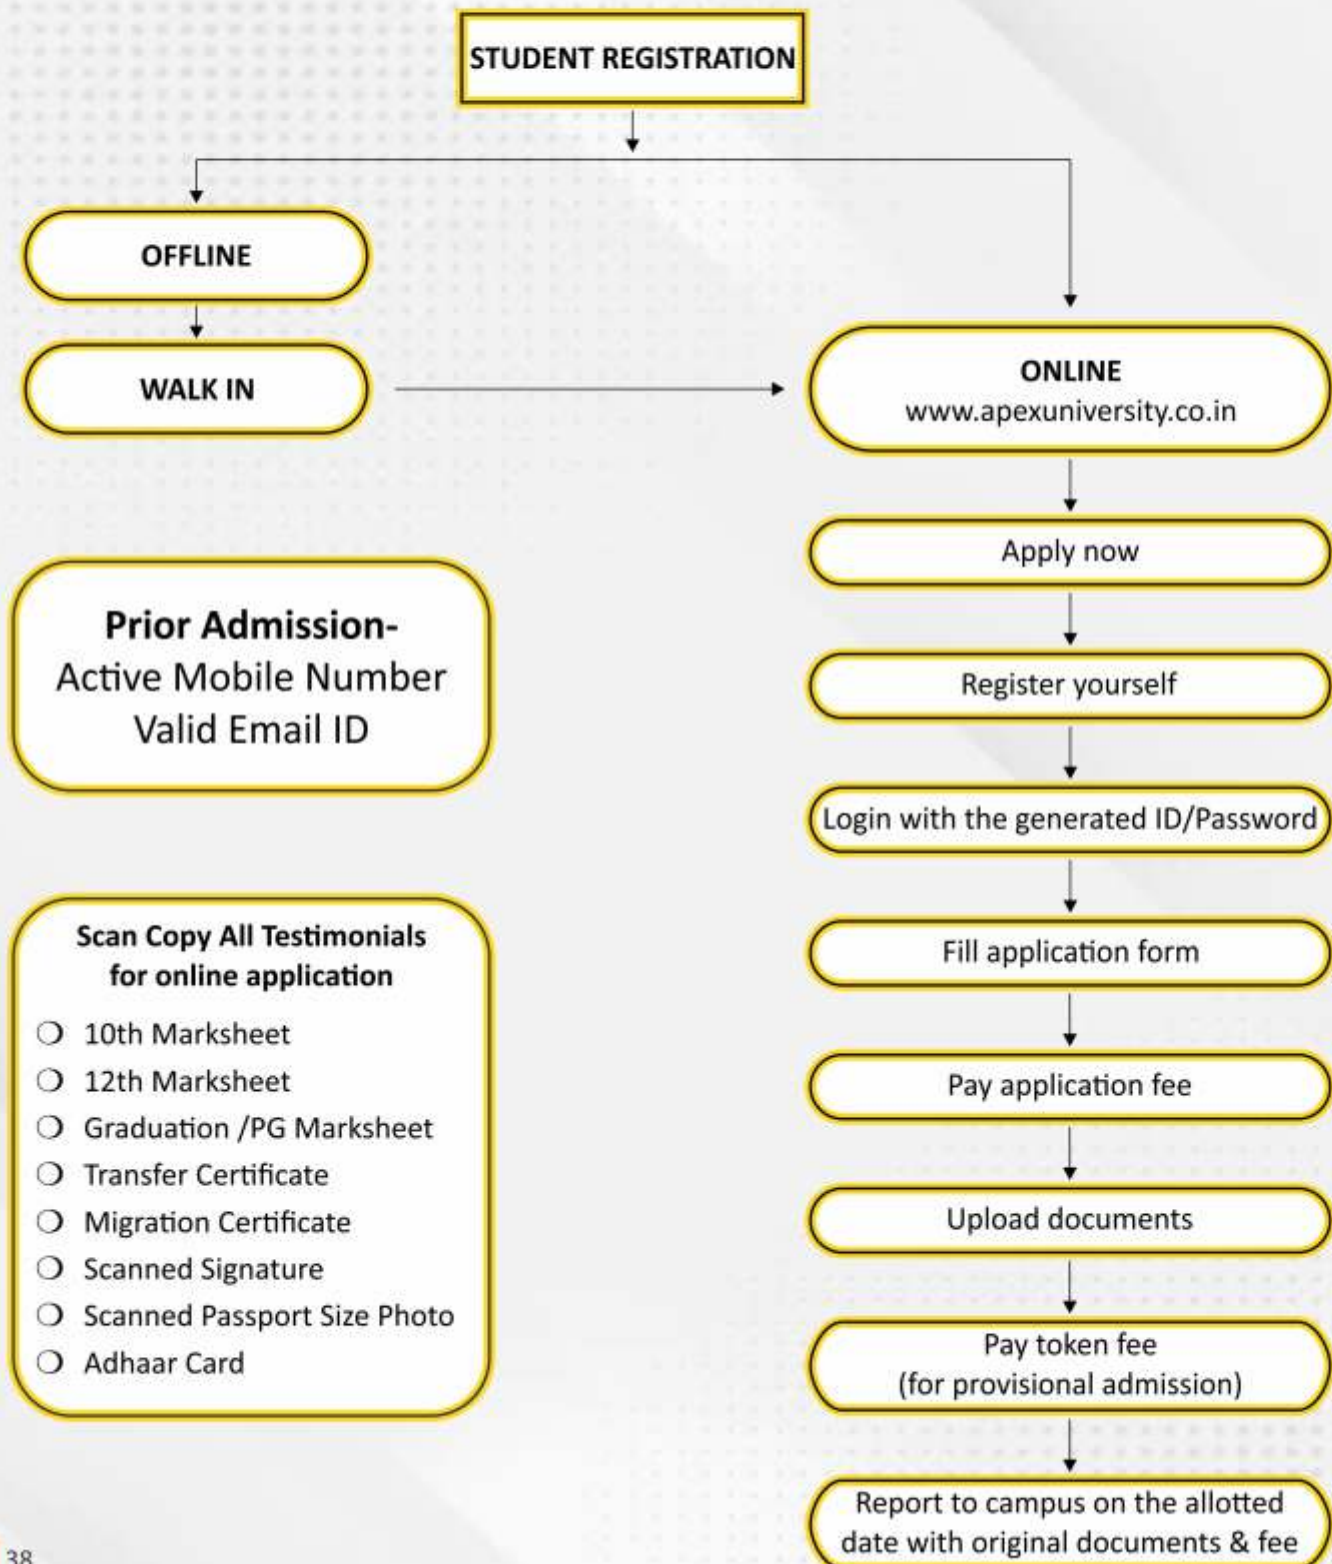 STUDENT REGISTRATION
OFFLINE
WALK IN
ONLINE
www.apexuniversity.co.in
Apply now
Register yourself
Login with the generated ID/Password
Fill application form
Pay application fee
Upload documents
Pay token fee
(for provisional admission)
Report to campus on the allotted
date with original documents & fee
Prior Admission-
Active Mobile Number
Valid Email ID
Scan Copy All Testimonials
for online application
10th Marksheet
12th Marksheet
Graduation /PG Marksheet
Transfer Certificate
Migration Certificate
Scanned Signature
Scanned Passport Size Photo
Adhaar Card
38